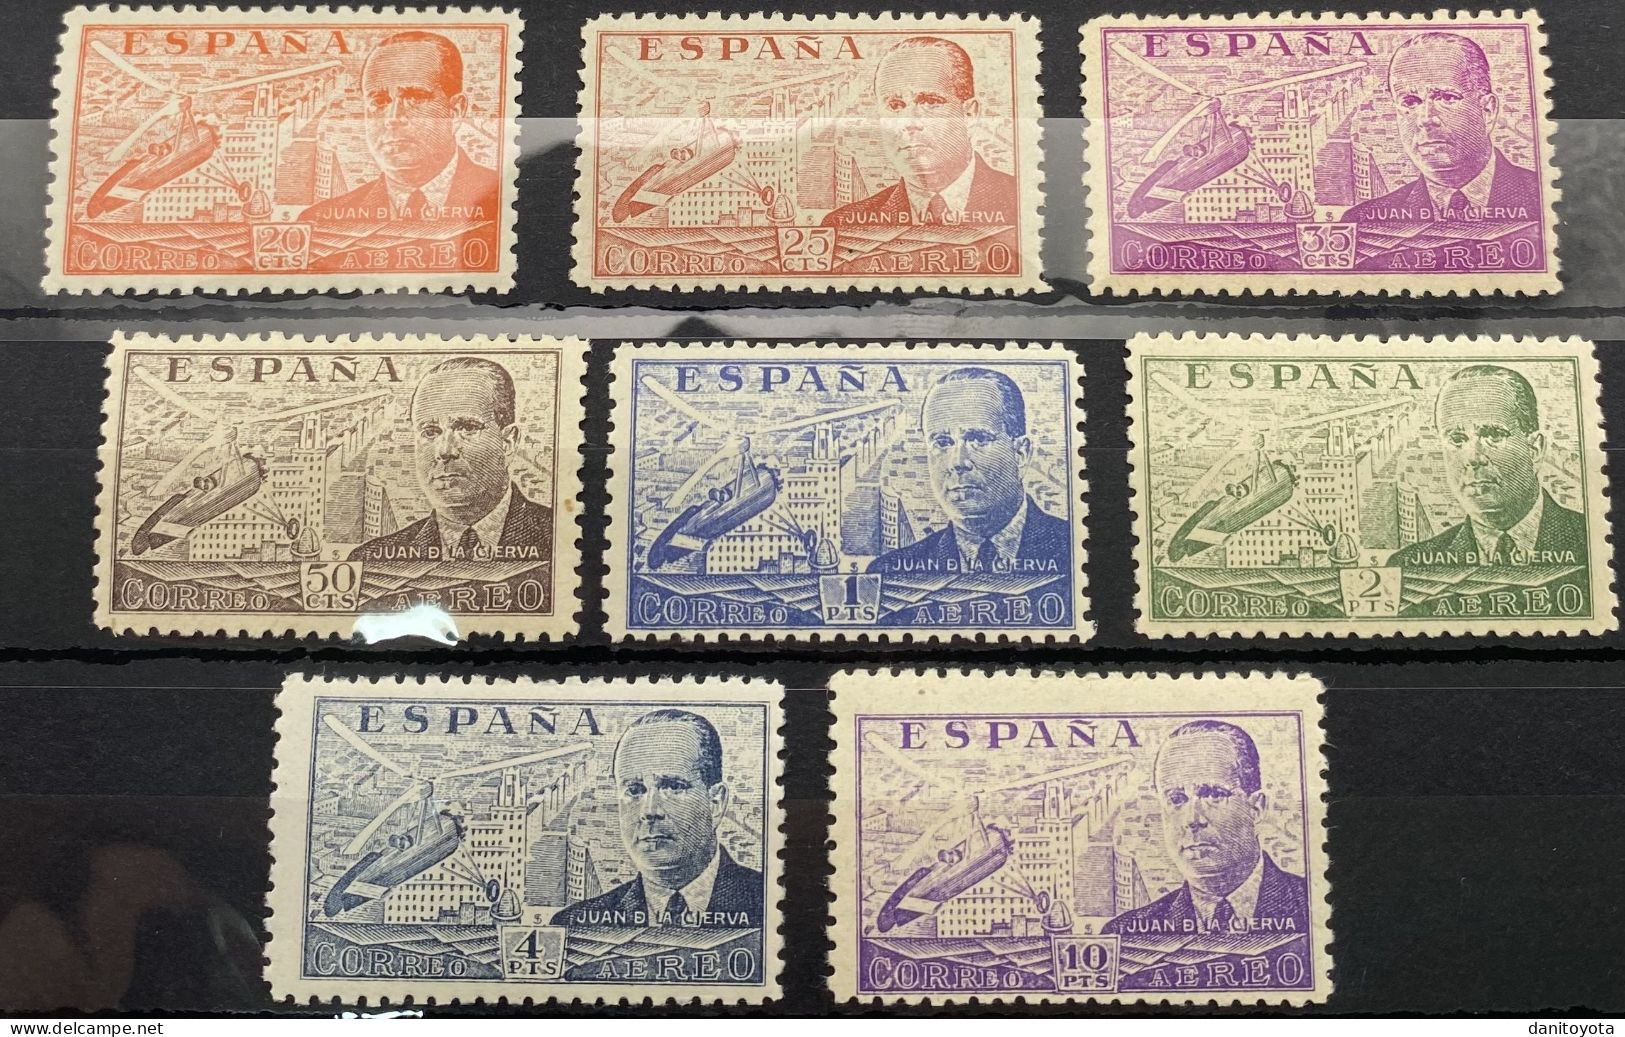 ESPAÑA
JUAN D LA CIERVA
20
CTS
CORREO AEREO
ESPAÑA
JUAN D LA CIERVA
25
CTS
CORREO AEREO
ESPAÑA
JUAN D LA CIERVA
35
CTS
CORREO AEREO
ESPAÑA
JUAN D LA CIERVA
50
CTS
CORREO AEREO
ESPAÑA
JUAN D LA CIERVA
1
PTS
CORREO AEREO
ESPAÑA
JUAN D LA CIERVA
2
PTS
CORREO AEREO
ESPAÑA
JUAN D LA CIERVA
4
PTS
CORREO AEREO
ESPAÑA
JUAN D LA CIERVA
10
PTS
CORREO AEREO
www.delcampe.net
danitoyota